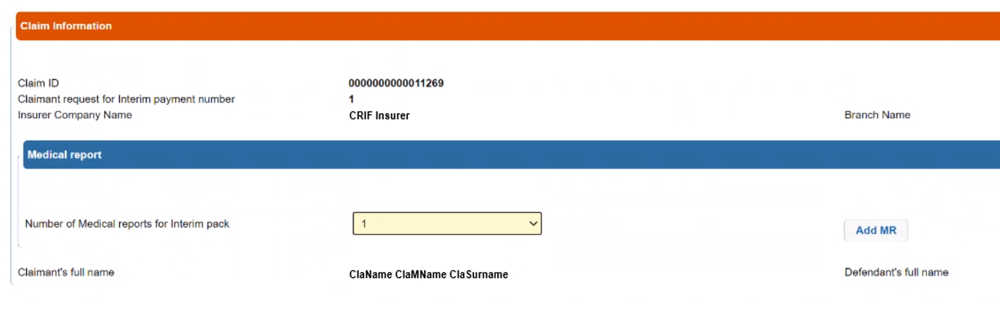 Claim Information
Claim ID 0000000000011269
Claimant request for Interim payment number 1
Insurer Company Name CRIF Insurer Branch Name
Medical report
Number of Medical reports for Interim pack 1 Add MR
Claimant's full name ClaName ClaMName ClaSurname Defendant's full name